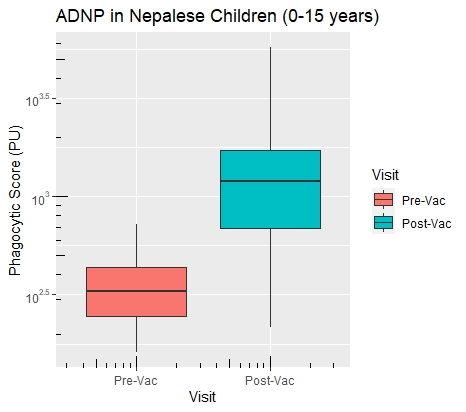 ADNP in Nepalese Children (0-15 years)
Phagocytic Score (PU)
10^3.5
10^3
10^2.5
Pre-Vac
Post-Vac
Visit
Visit
Pre-Vac
Post-Vac